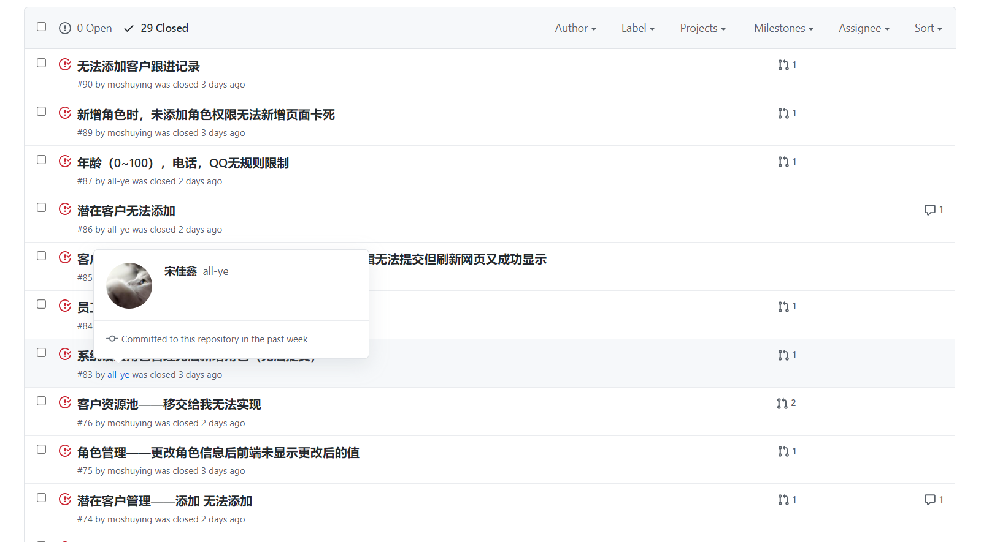 0 Open 29 Closed Author Label Projects Milestones Assignee Sort
无法添加客户跟进记录 1
#90 by moshuying was closed 3 days ago
新增角色时，未添加角色权限无法新增页面卡死 1
#89 by moshuying was closed 3 days ago
年龄（0~100），电话，QQ无规则限制 1
#87 by all-ye was closed 2 days ago
潜在客户无法添加 1
#86 by all-ye was closed 2 days ago
客 无法提交但刷新网页又成功显示
#85
宋佳鑫 all-ye
员 1
#84
Committed to this repository in the past week
系统 1
#83 by all-ye was closed 3 days ago
客户资源池——移交给我无法实现 2
#76 by moshuying was closed 2 days ago
角色管理——更改角色信息后前端未显示更改后的值 1
#75 by moshuying was closed 3 days ago
潜在客户管理——添加 无法添加 1 1
#74 by moshuying was closed 2 days ago